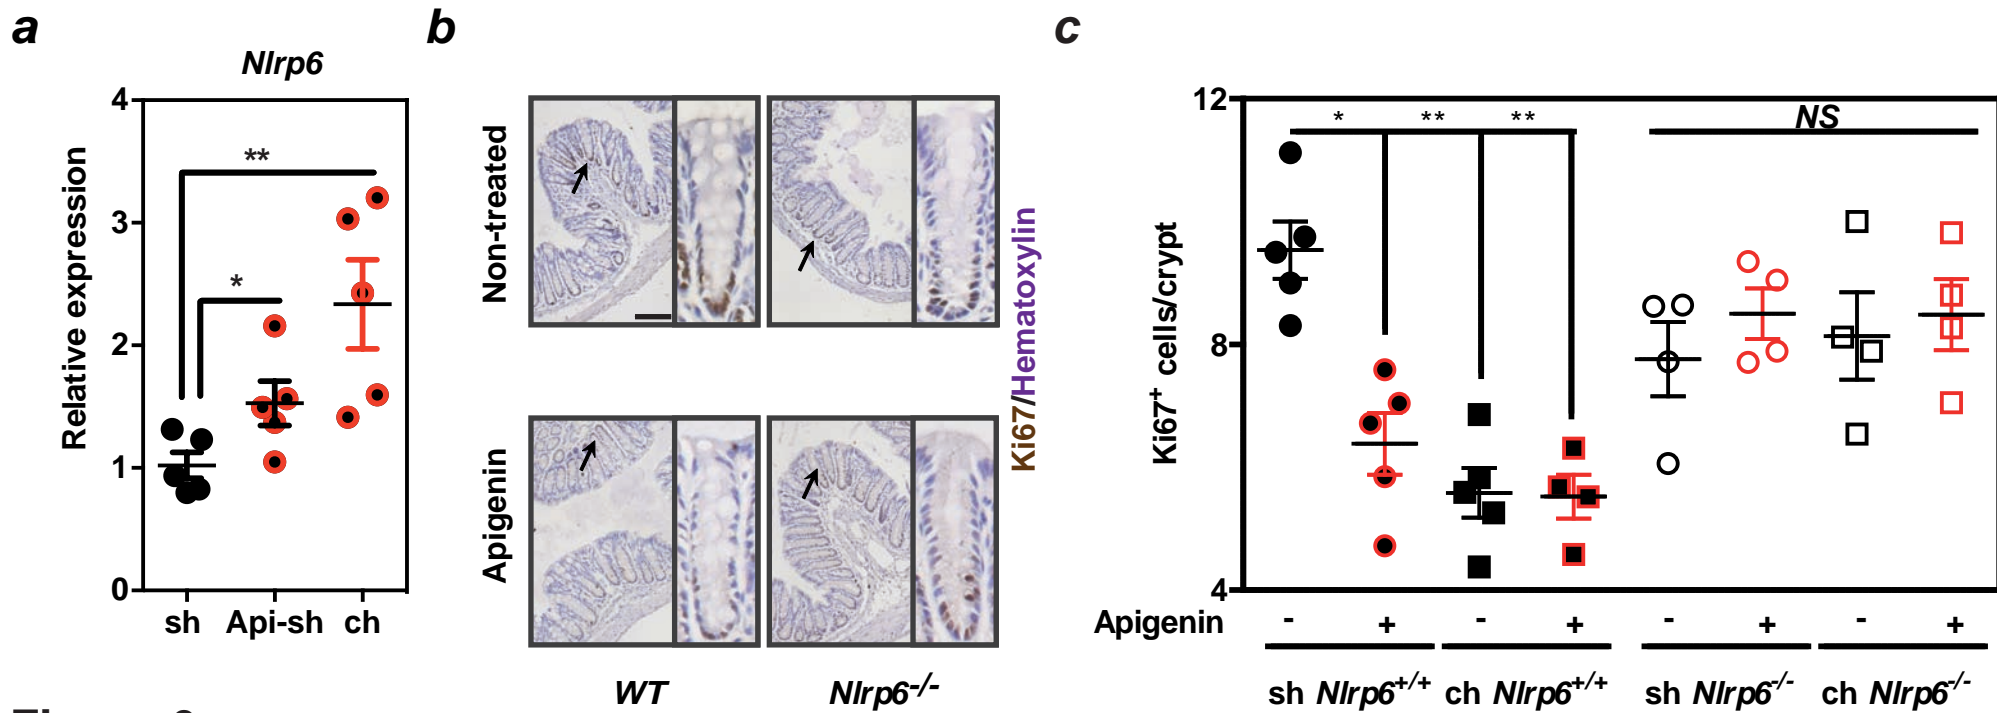 a
Nlrp6
Relative expression
4
3
2
1
0
**
*
sh Api-sh ch
b
Non-treated
Apigenin
WT Nlrp6-/-
Ki67/Hematoxylin
c
Ki67+ cells/crypt
12
8
4
* ** ** NS
Apigenin - + - + - + - +
sh Nlrp6+/+ ch Nlrp6+/+ sh Nlrp6-/- ch Nlrp6-/-